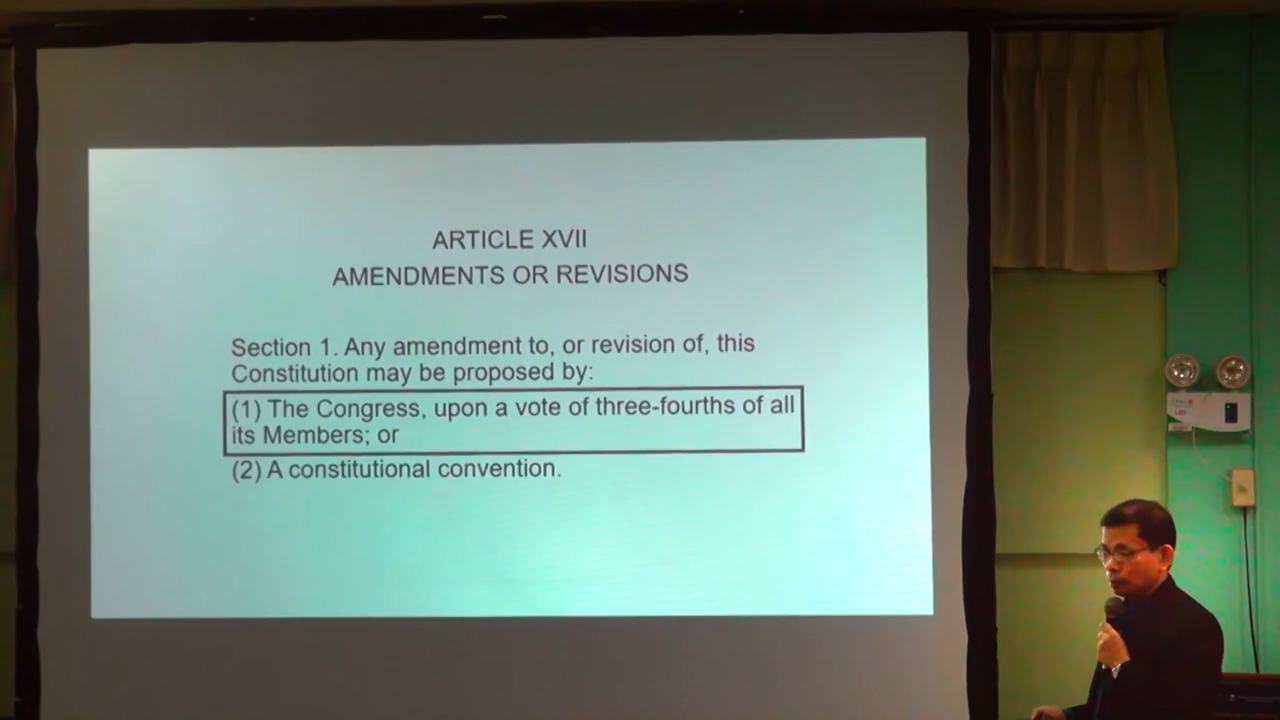 ARTICLE XVII
AMENDMENTS OR REVISIONS
Section 1. Any amendment to, or revision of, this
Constitution may be proposed by:
(1) The Congress, upon a vote of three-fourths of all
its Members; or
(2) A constitutional convention.